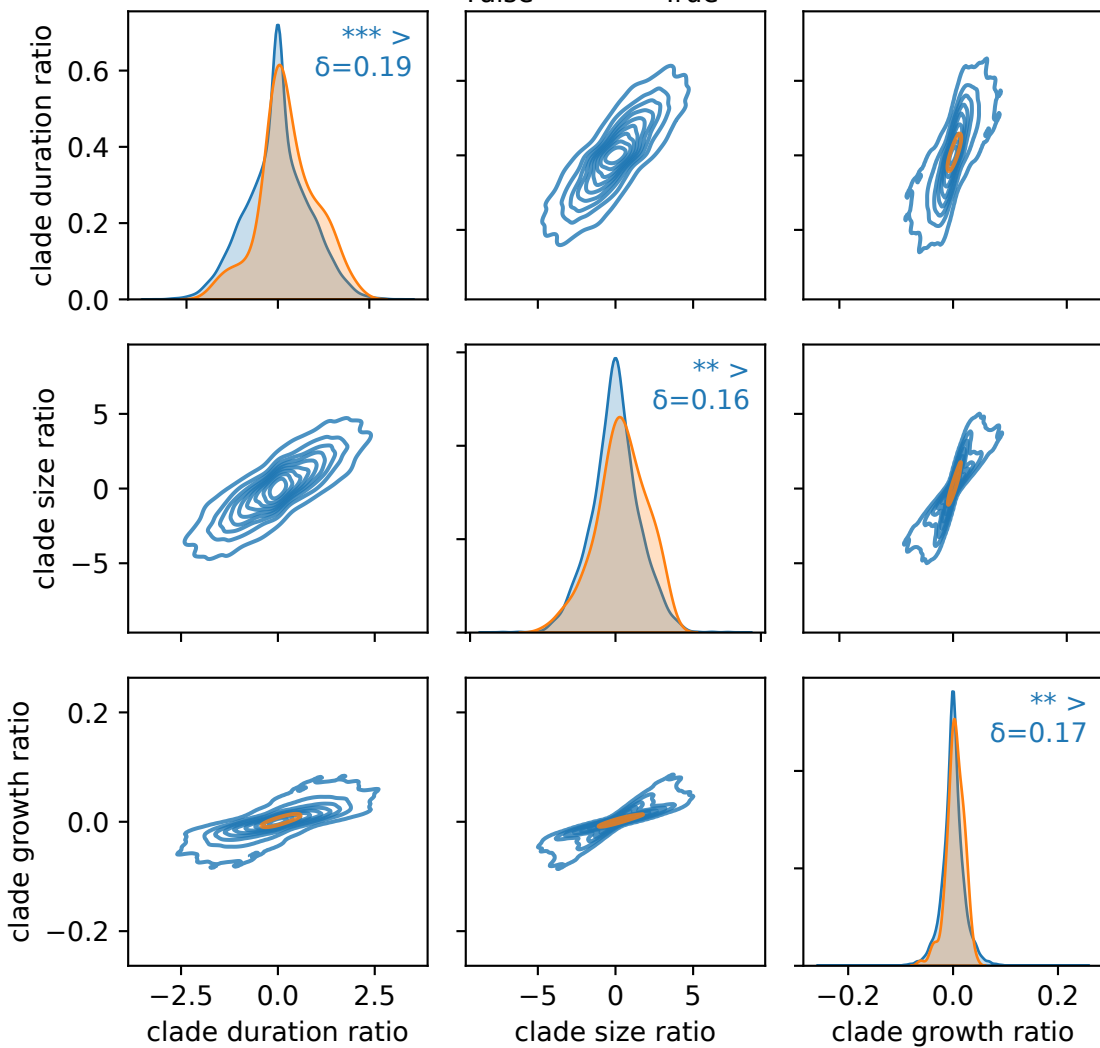 True
clade duration ratio
0.6
0.4
0.2
0.0
*** >
δ=0.19
clade size ratio
5
0
−5
** >
δ=0.16
clade growth ratio
0.2
0.0
−0.2
** >
δ=0.17
−2.5 0.0 2.5
−5 0 5
−0.2 0.0 0.2
clade duration ratio
clade size ratio
clade growth ratio